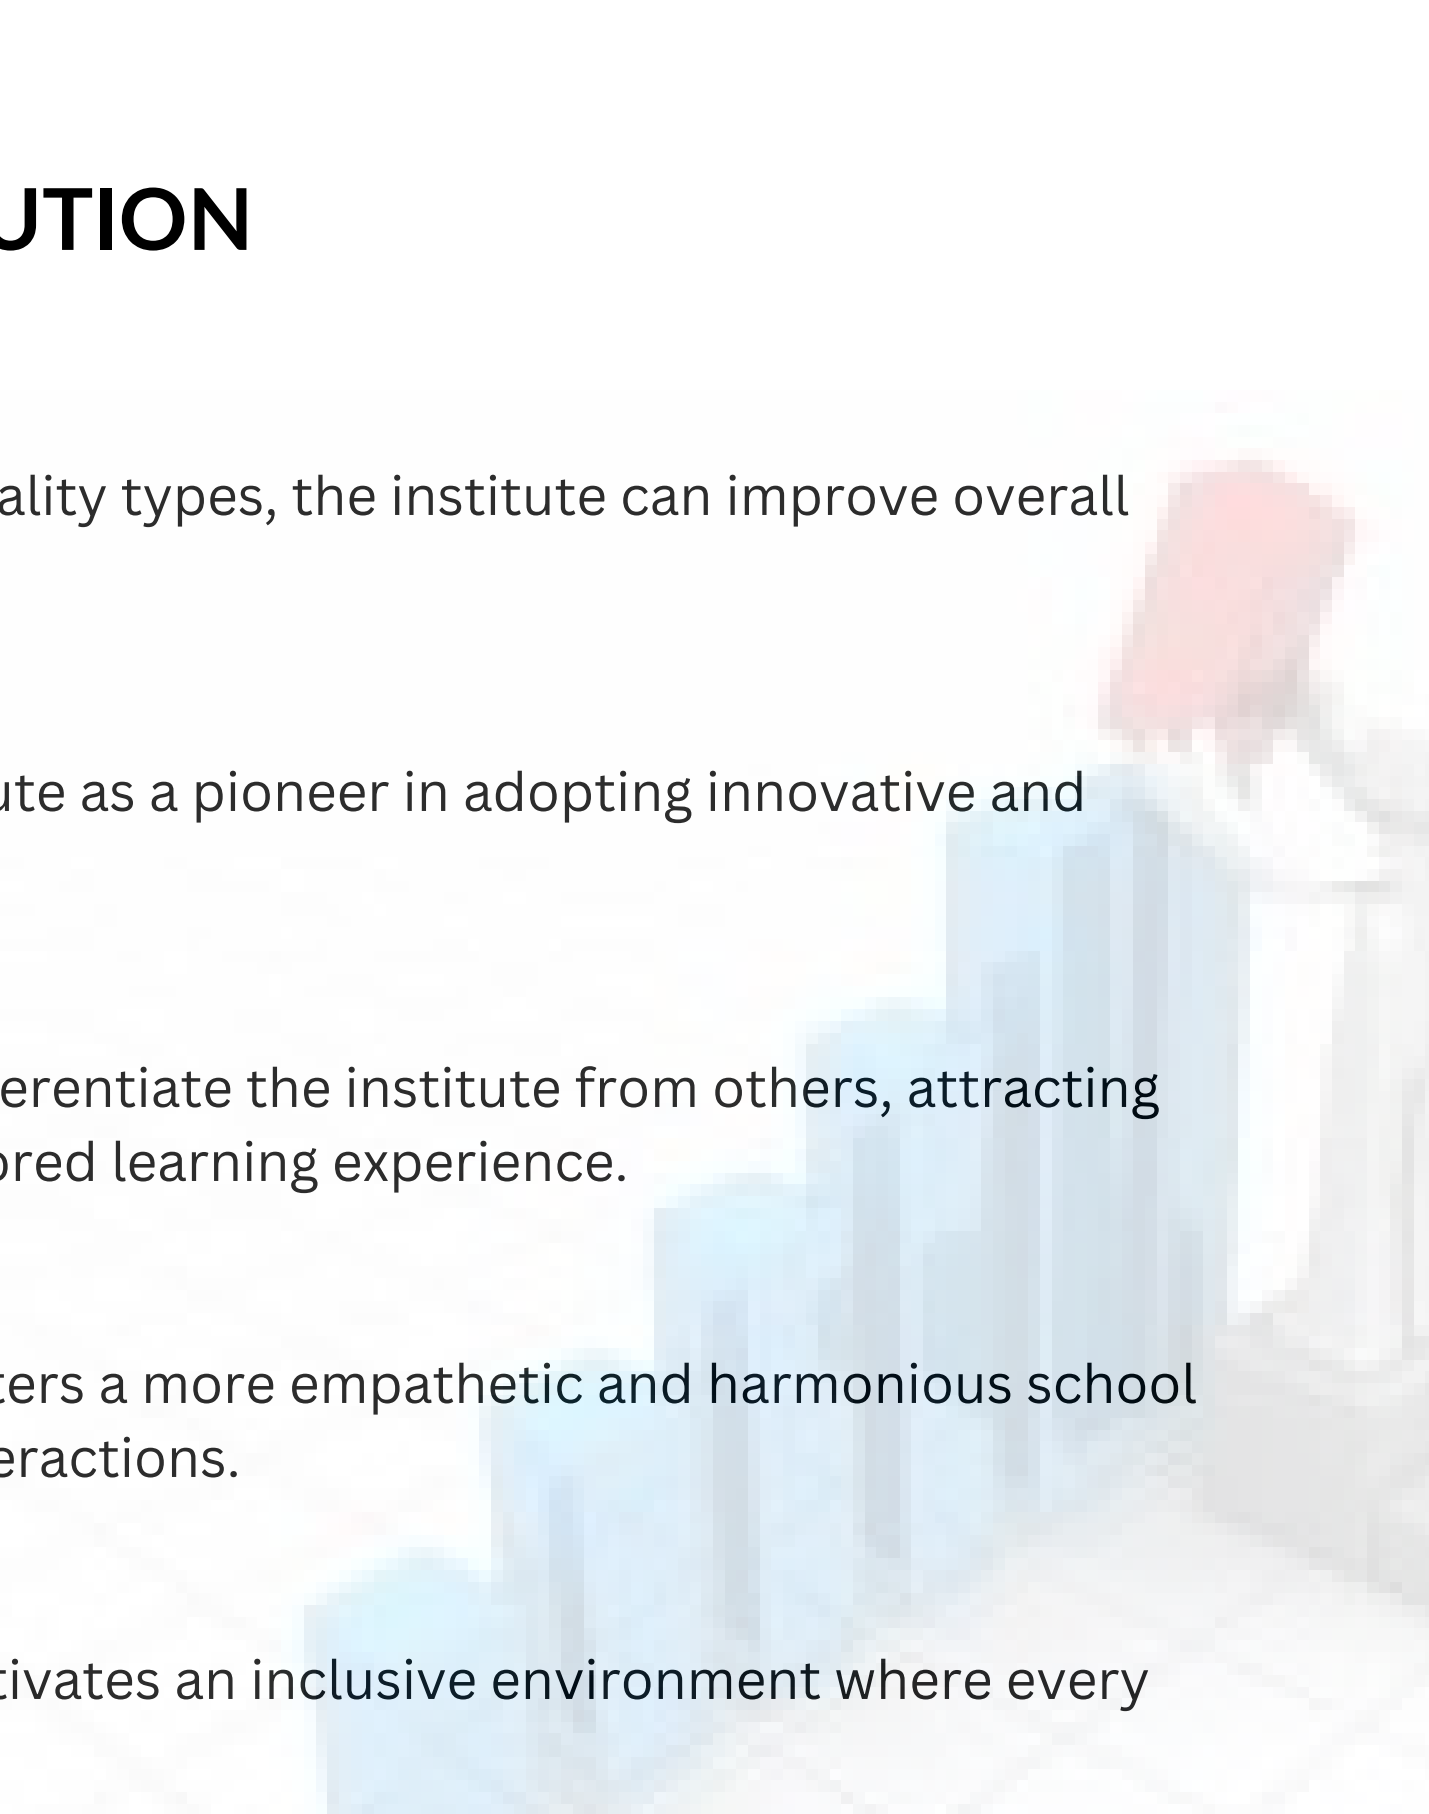 UTION
ality types, the institute can improve overall
ute as a pioneer in adopting innovative and
erentiate the institute from others, attracting
ored learning experience.
ters a more empathetic and harmonious school
eractions.
tivates an inclusive environment where every